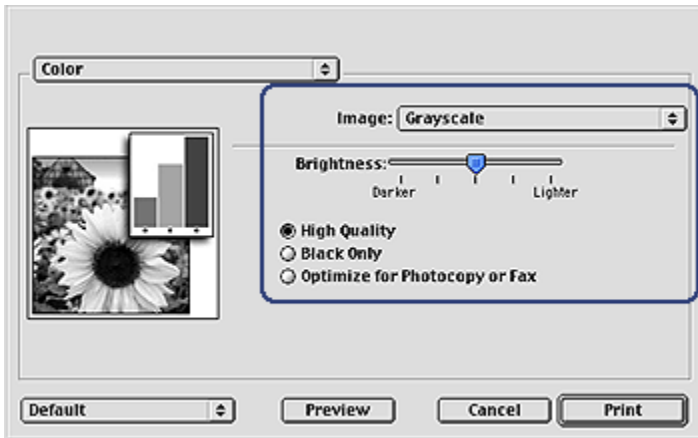 Color
Image: Grayscale
Brightness:
Darker Lighter
High Quality
Black Only
Optimize for Photocopy or Fax
Default Preview Cancel Print